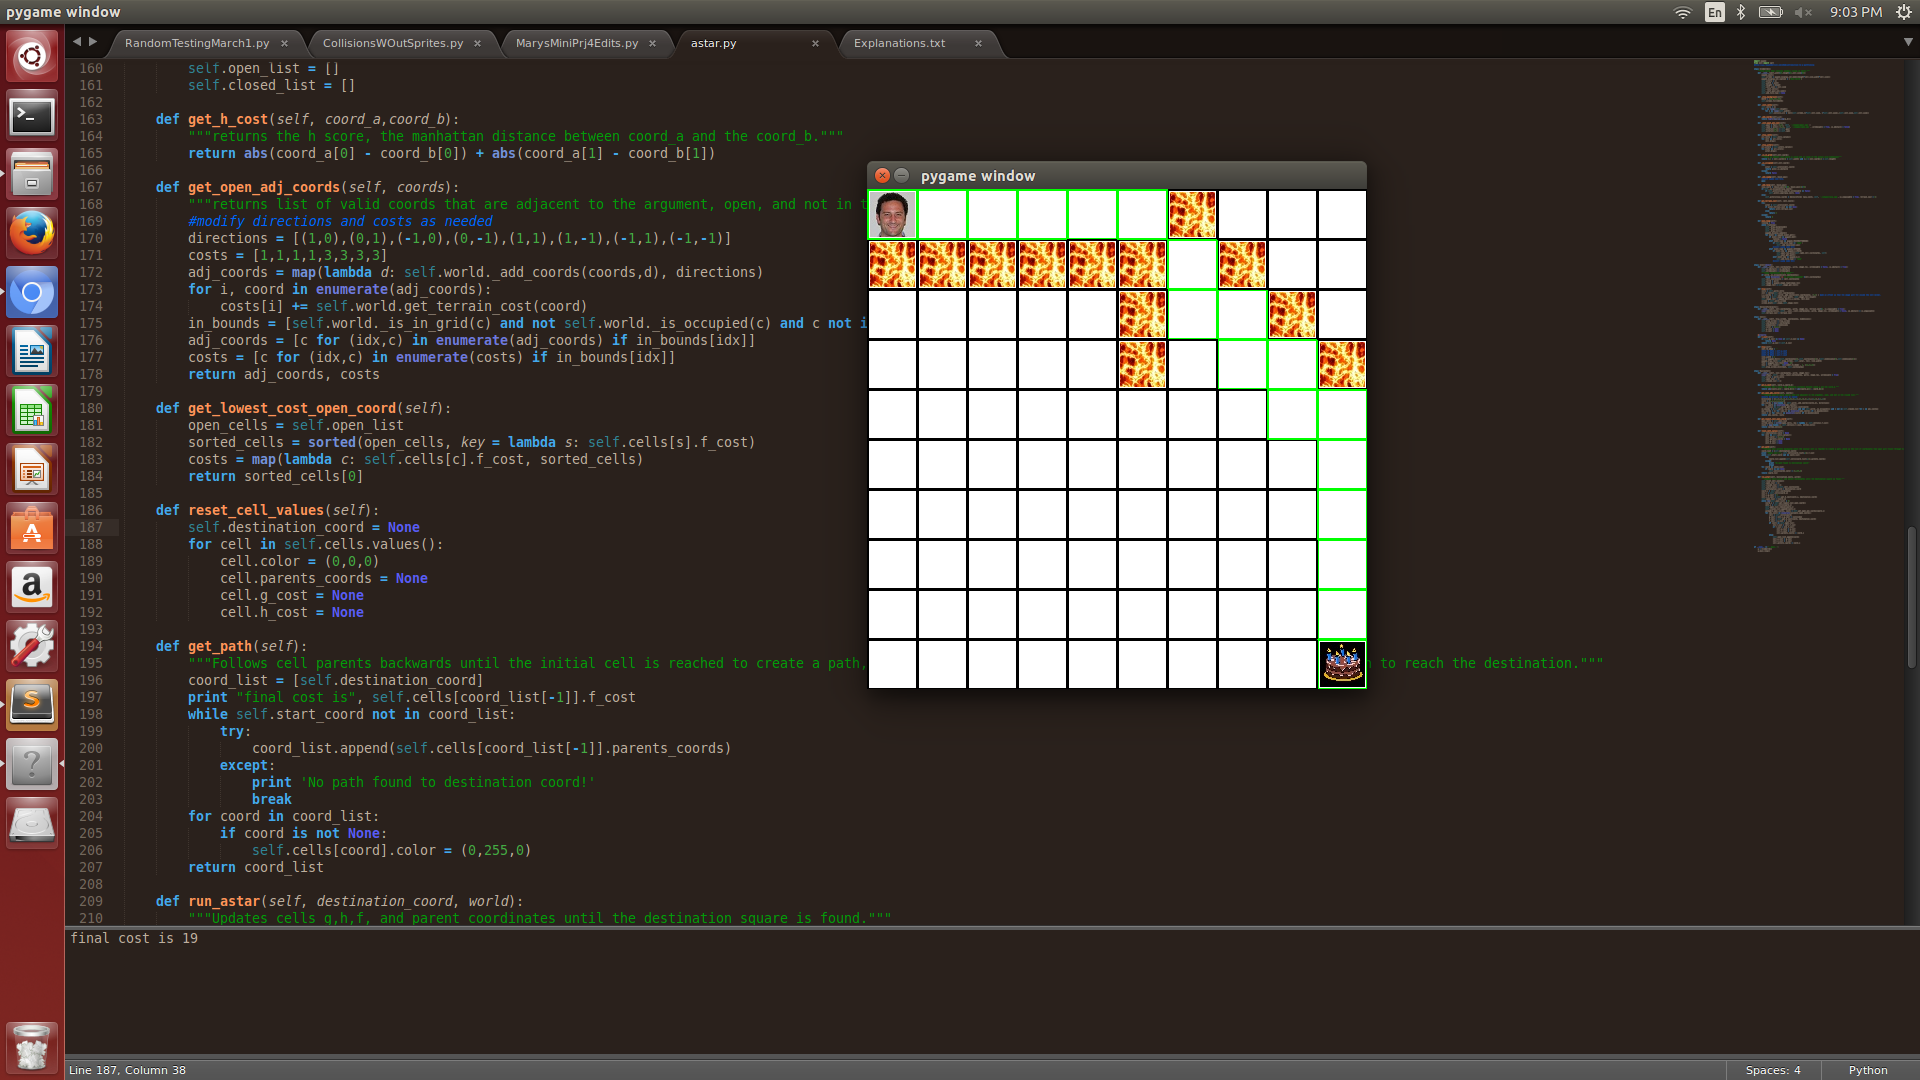 pygame window
En
9:03 PM
RandomTestingMarch1.py
CollisionsWOutSprites.py
MarysMiniPrj4Edits.py
astar.py
Explanations.txt
160 self.open_list = []
161 self.closed_list = []
162
163 def get_h_cost(self, coord_a,coord_b):
164 """returns the h score, the manhattan distance between coord_a and the coord_b."""
165 return abs(coord_a[0] - coord_b[0]) + abs(coord_a[1] - coord_b[1])
166
167 def get_open_adj_coords(self, coords):
168 """returns list of valid coords that are adjacent to the argument, open, and not in t
169 #modify directions and costs as needed
170 directions = [(1,0),(0,1),(-1,0),(0,-1),(1,1),(1,-1),(-1,1),(-1,-1)]
171 costs = [1,1,1,1,3,3,3,3]
172 adj_coords = map(lambda d: self.world._add_coords(coords,d), directions)
173 for i, coord in enumerate(adj_coords):
174 costs[i] += self.world.get_terrain_cost(coord)
175 in_bounds = [self.world._is_in_grid(c) and not self.world._is_occupied(c) and c not i
176 adj_coords = [c for (idx,c) in enumerate(adj_coords) if in_bounds[idx]]
177 costs = [c for (idx,c) in enumerate(costs) if in_bounds[idx]]
178 return adj_coords, costs
179
180 def get_lowest_cost_open_coord(self):
181 open_cells = self.open_list
182 sorted_cells = sorted(open_cells, key = lambda s: self.cells[s].f_cost)
183 costs = map(lambda c: self.cells[c].f_cost, sorted_cells)
184 return sorted_cells[0]
185
186 def reset_cell_values(self):
187 self.destination_coord = None
188 for cell in self.cells.values():
189 cell.color = (0,0,0)
190 cell.parents_coords = None
191 cell.g_cost = None
192 cell.h_cost = None
193
194 def get_path(self):
195 """Follows cell parents backwards until the initial cell is reached to create a path, to reach the destination."""
196 coord_list = [self.destination_coord]
197 print "final cost is", self.cells[coord_list[-1]].f_cost
198 while self.start_coord not in coord_list:
199 try:
200 coord_list.append(self.cells[coord_list[-1]].parents_coords)
201 except:
202 print 'No path found to destination coord!'
203 break
204 for coord in coord_list:
205 if coord is not None:
206 self.cells[coord].color = (0,255,0)
207 return coord_list
208
209 def run_astar(self, destination_coord, world):
210 """Updates cells g,h,f, and parent coordinates until the destination square is found."""
pygame window
final cost is 19
Line 187, Column 38
Spaces: 4
Python